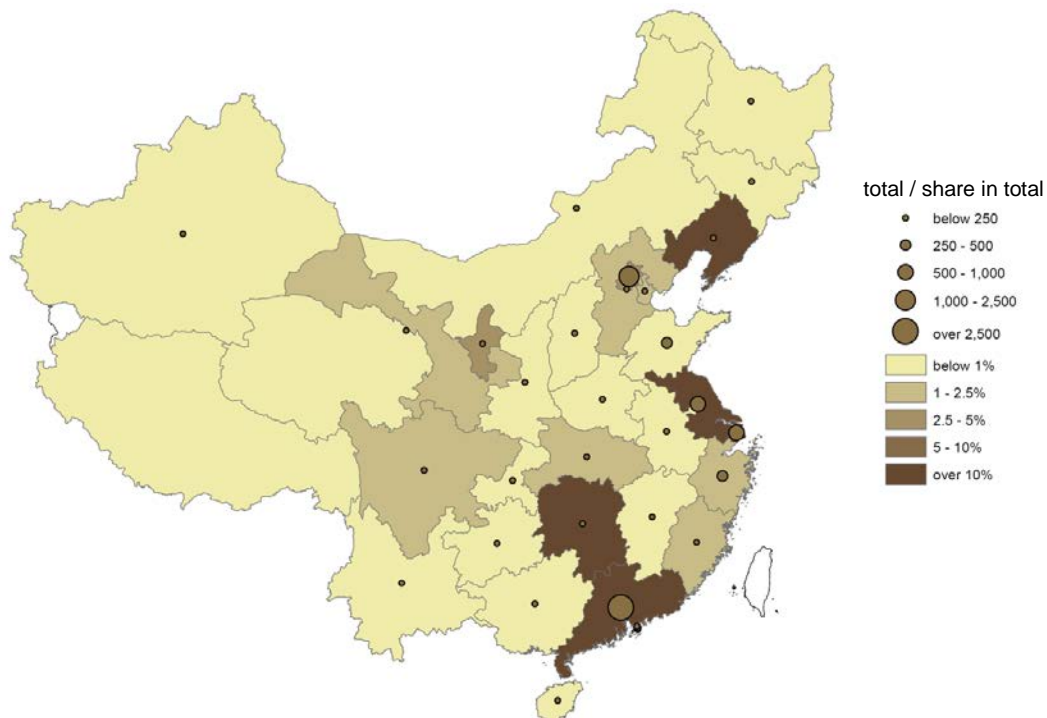 total / share in total
below 250
250 - 500
500 - 1,000
1,000 - 2,500
over 2,500
below 1%
1 - 2.5%
2.5 - 5%
5 - 10%
over 10%